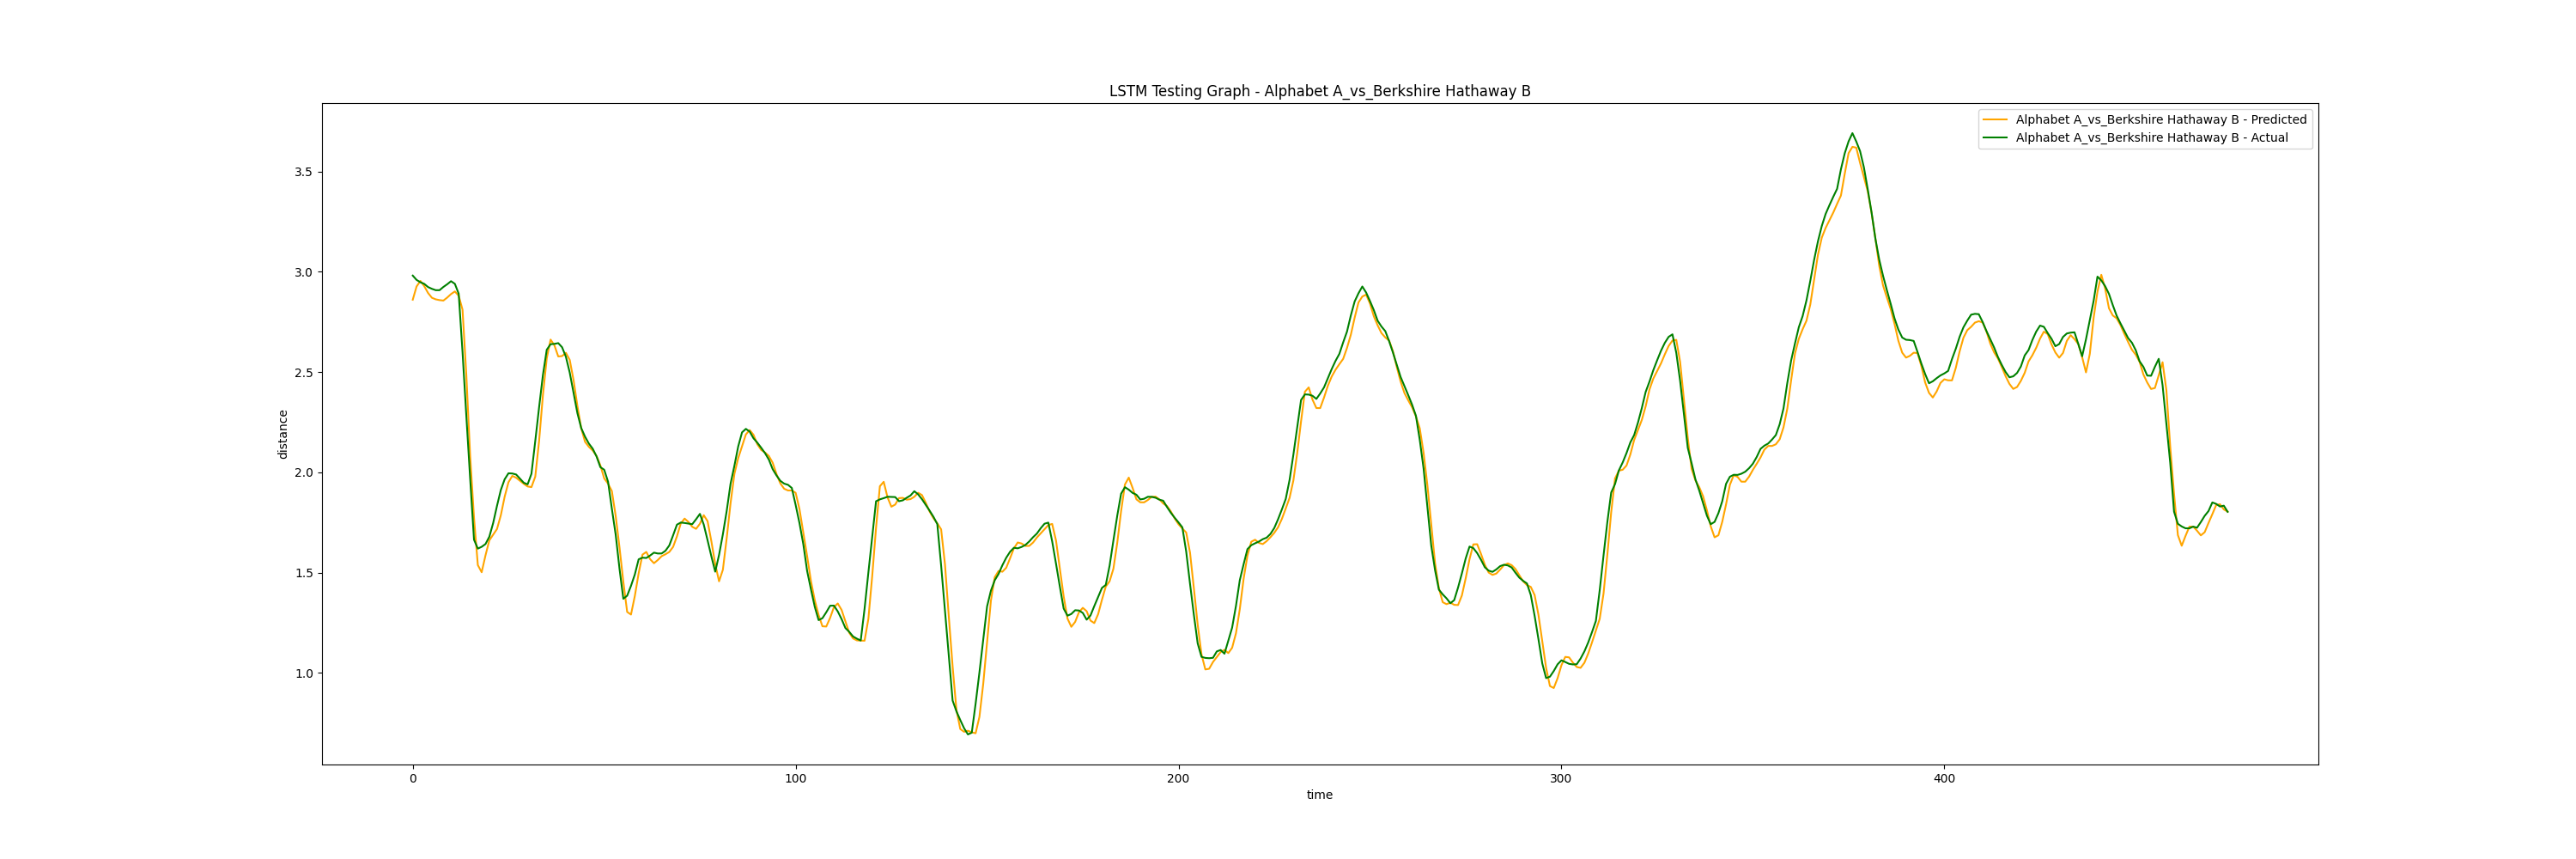 LSTM Testing Graph - Alphabet A_vs_Berkshire Hathaway B
Alphabet A_vs_Berkshire Hathaway B - Predicted
Alphabet A_vs_Berkshire Hathaway B - Actual
3.5
3.0
2.5
2.0
1.5
1.0
distance
0
100
200
300
400
time